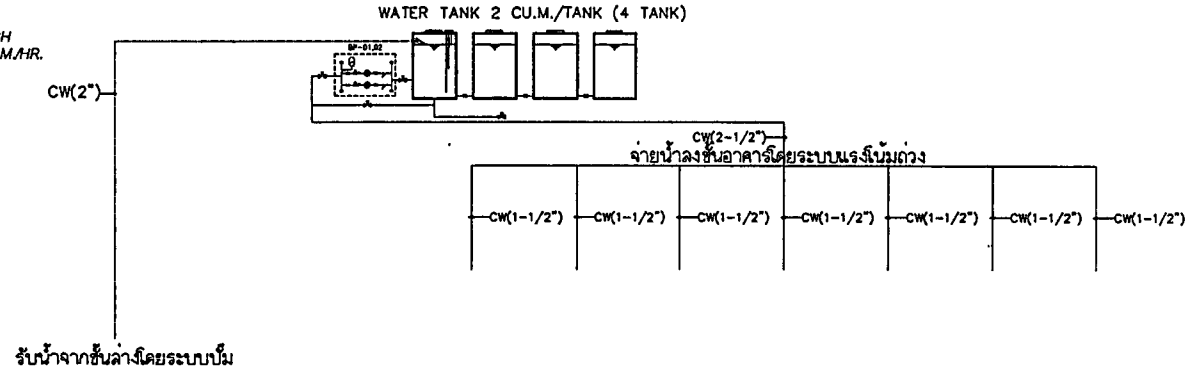 WATER TANK 2 CU.M./TANK (4 TANK)
M./HR.
BP-01,02
CW(2")
CW(2-1/2")
จ่ายน้ำลงชั้นอาคารโดยระบบแรงโน้มถ่วง
CW(1-1/2") CW(1-1/2") CW(1-1/2") CW(1-1/2") CW(1-1/2") CW(1-1/2") CW(1-1/2")
รับน้ำจากชั้นล่างโดยระบบปั๊ม